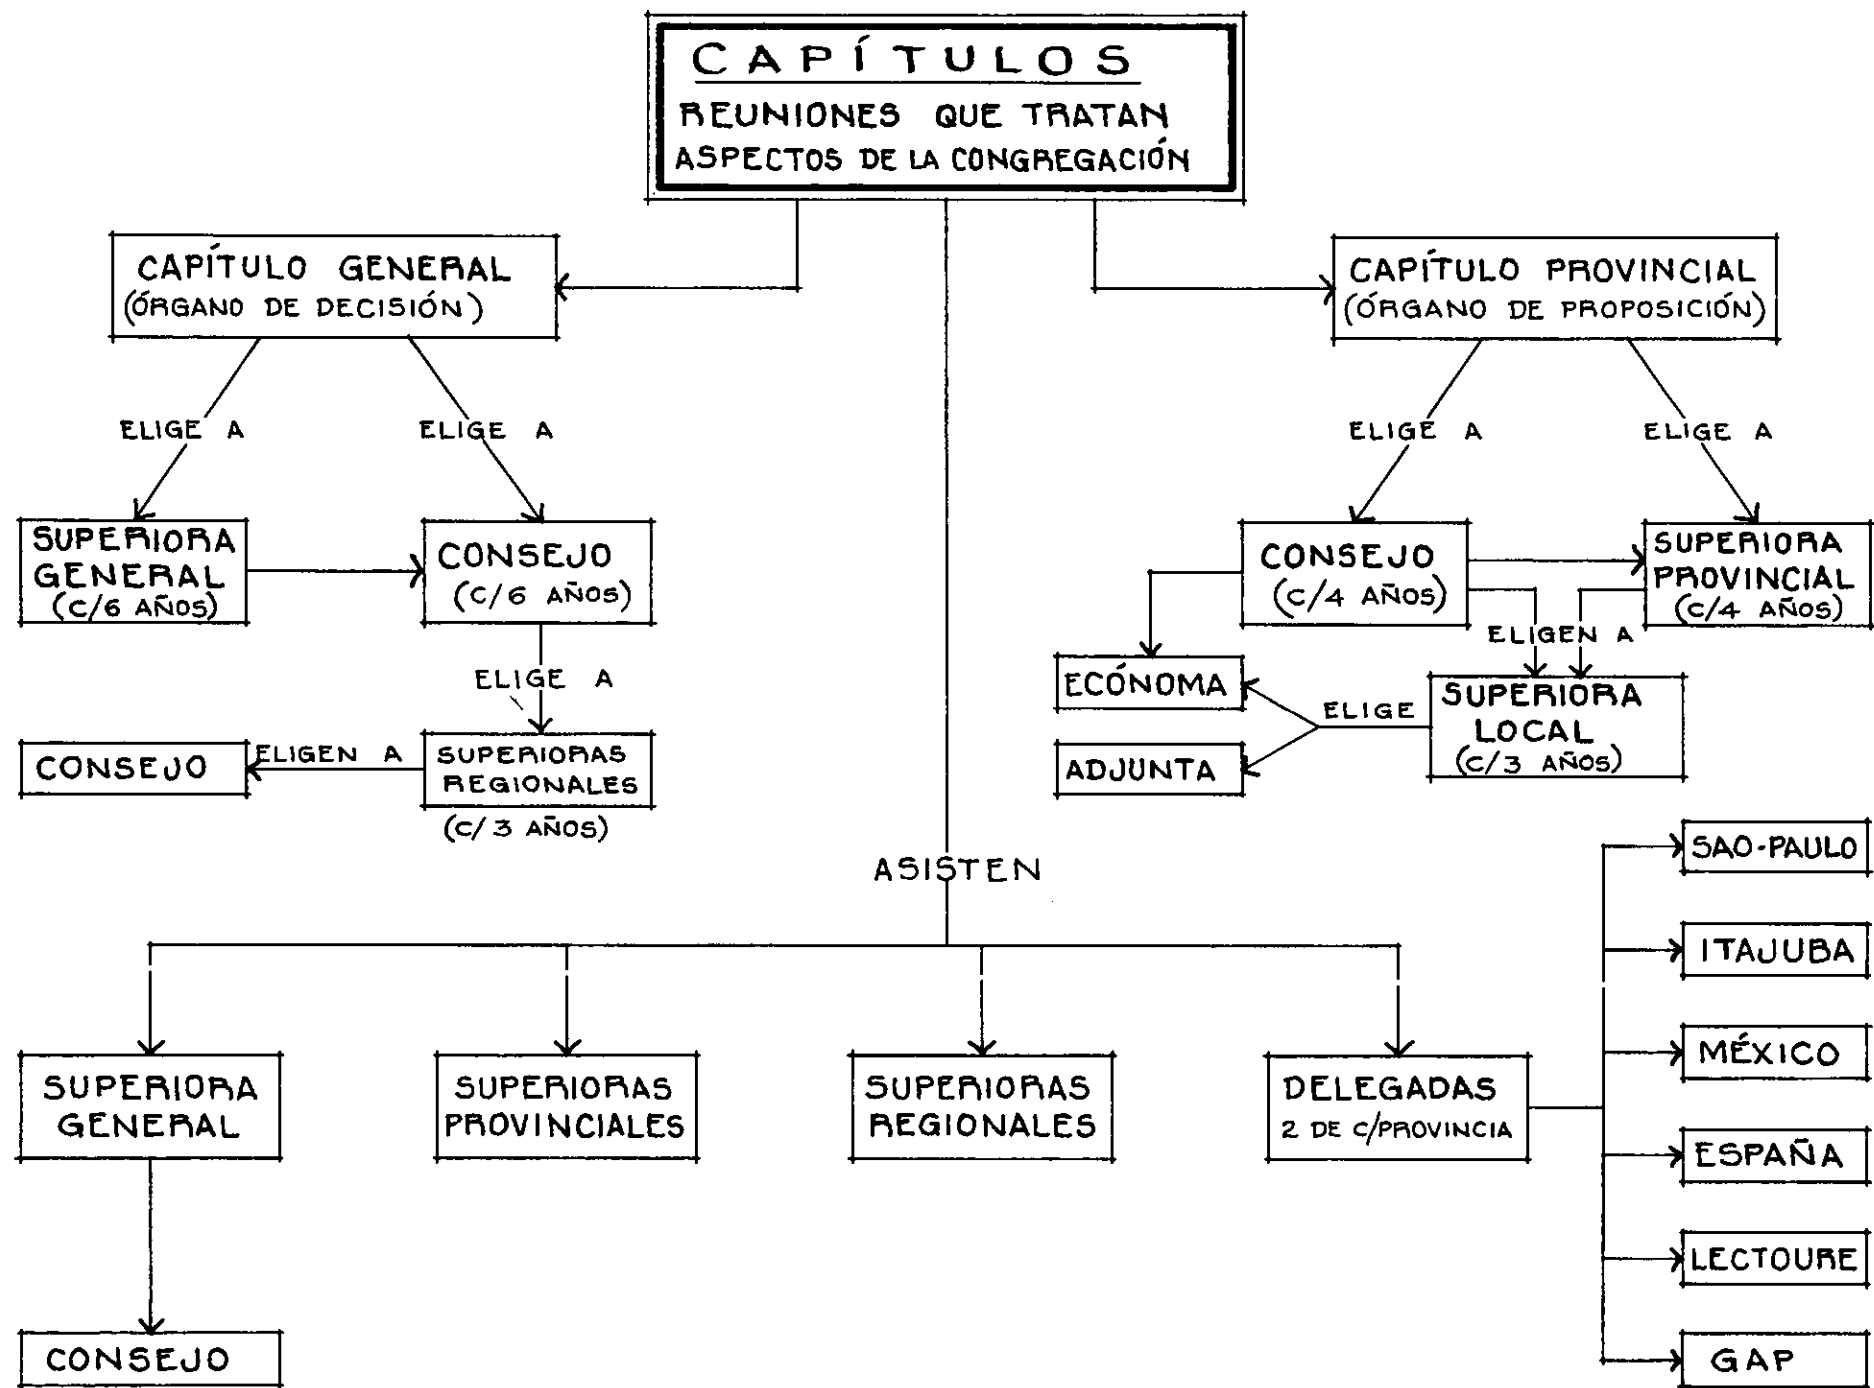 CAPÍTULOS
REUNIONES QUE TRATAN
ASPECTOS DE LA CONGREGACIÓN
CAPÍTULO GENERAL
(ÓRGANO DE DECISIÓN)
CAPÍTULO PROVINCIAL
(ÓRGANO DE PROPOSICIÓN)
ELIGE A
ELIGE A
ELIGE A
ELIGE A
SUPERIORA
GENERAL
(C/6 AÑOS)
CONSEJO
(C/6 AÑOS)
CONSEJO
(C/4 AÑOS)
SUPERIORA
PROVINCIAL
(C/4 AÑOS)
ELIGEN A
ELIGE A
ECÓNOMA
ELIGE
SUPERIORA
LOCAL
(C/3 AÑOS)
ADJUNTA
CONSEJO
ELIGEN A
SUPERIORAS
REGIONALES
(C/3 AÑOS)
ASISTEN
SUPERIORA
GENERAL
SUPERIORAS
PROVINCIALES
SUPERIORAS
REGIONALES
DELEGADAS
2 DE C/PROVINCIA
SAO-PAULO
ITAJUBA
MÉXICO
ESPAÑA
LECTOURE
GAP
CONSEJO